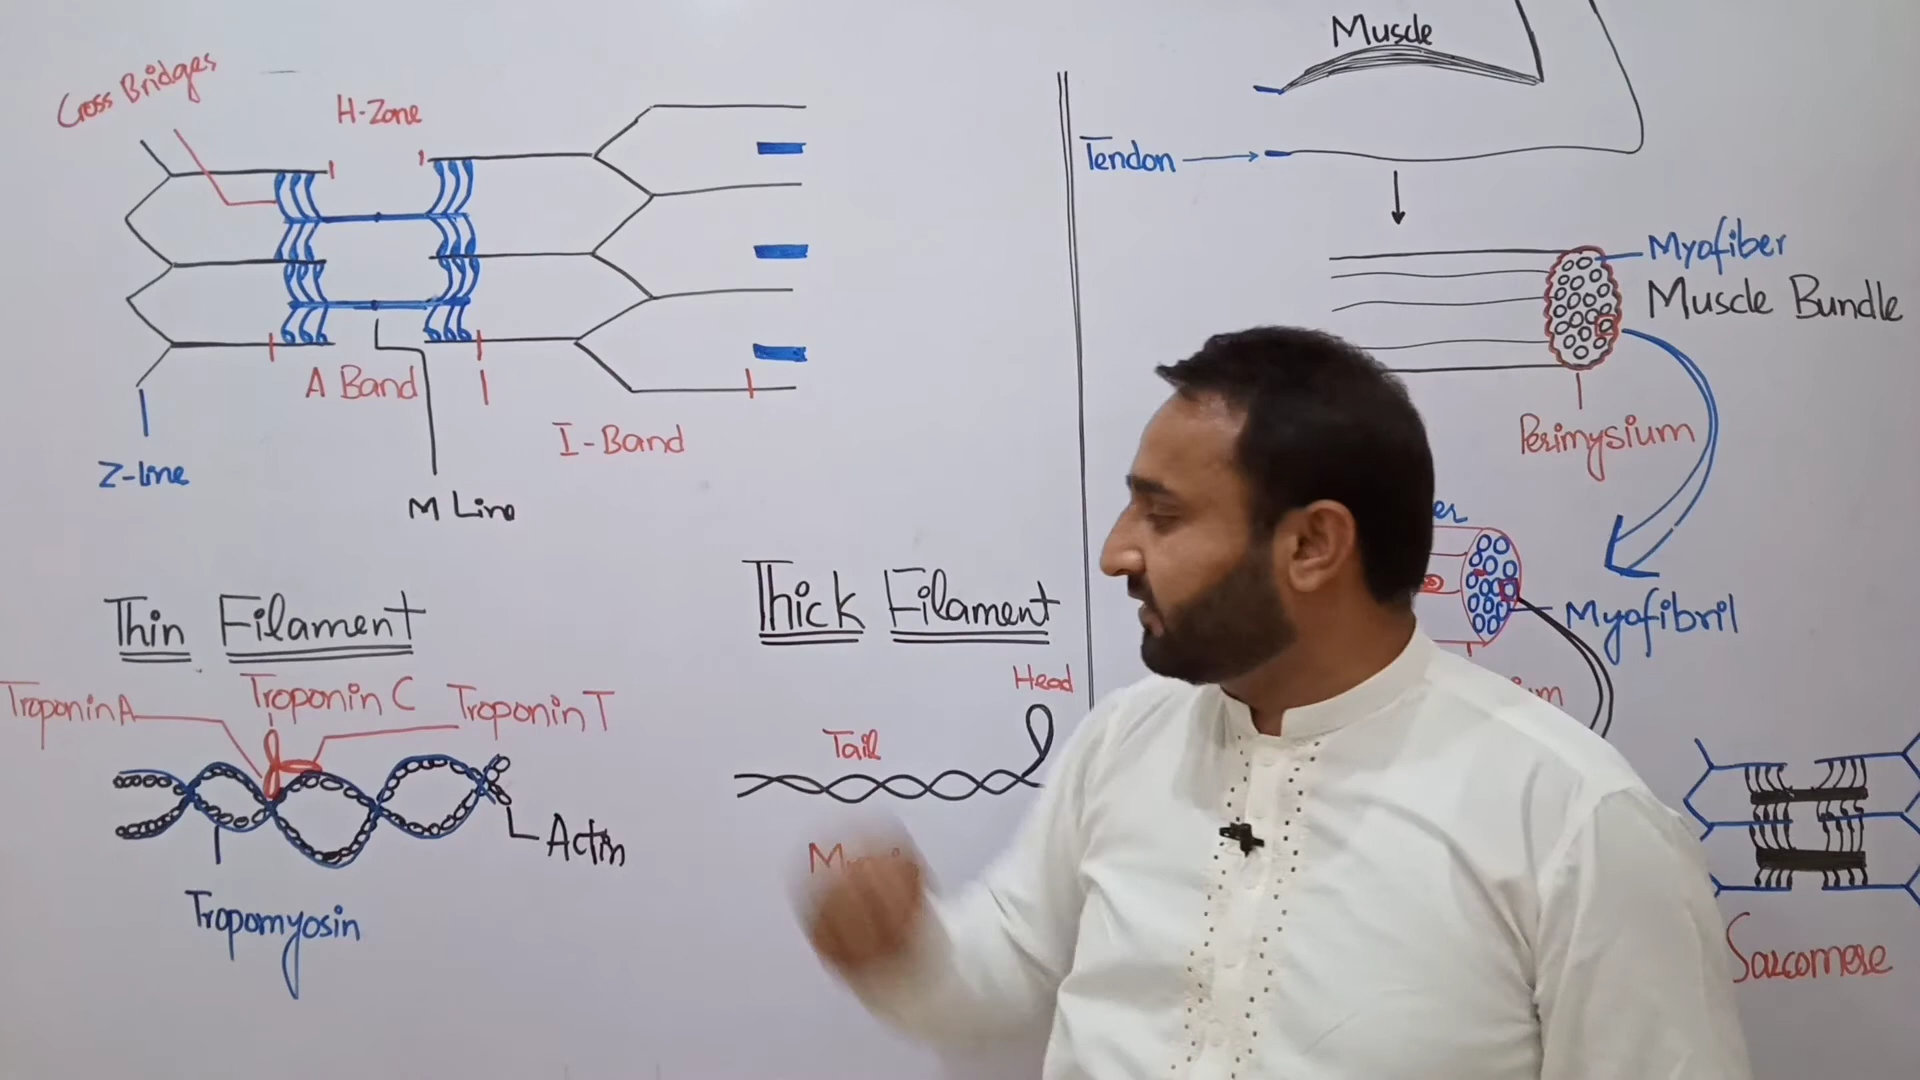 Cross Bridges
H-Zone
A Band
I-Band
Z-line
M Line
Thin Filament
Troponin A
Troponin C
Troponin T
Actin
Tropomyosin
Thick Filament
Head
Tail
Muscle
Tendon
Myofiber
Muscle Bundle
Perimysium
Myofibril
Sarcomere